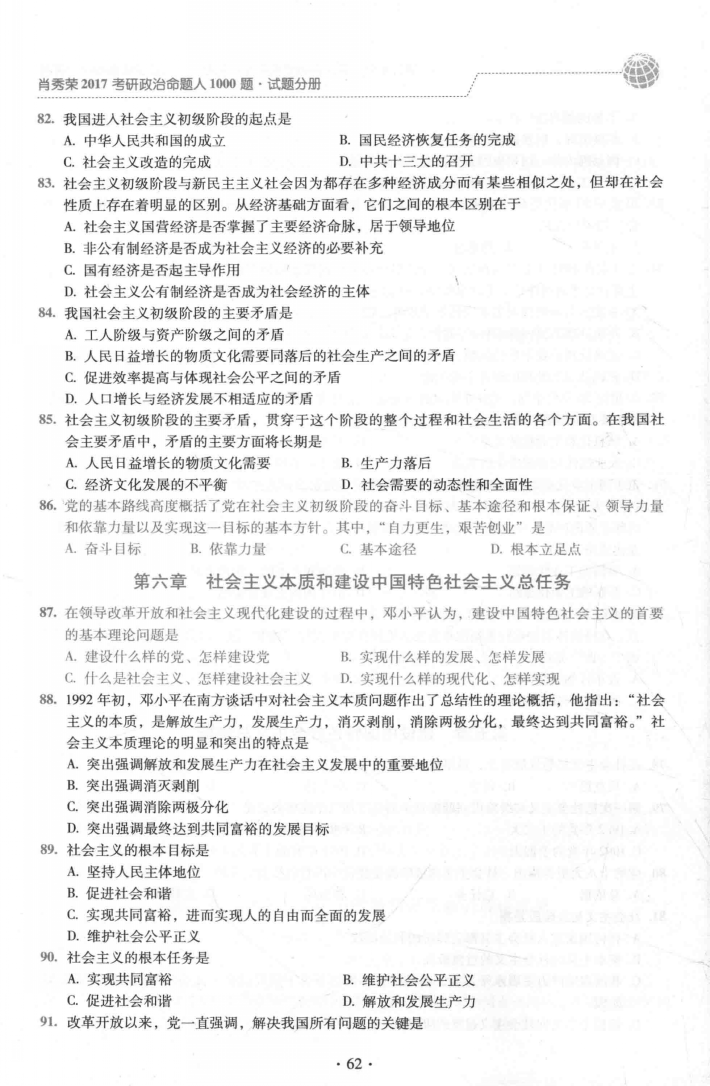 肖秀荣2017考研政治命题人1000题·试题分册
82. 我国进入社会主义初级阶段的起点是
A. 中华人民共和国的成立 B. 国民经济恢复任务的完成
C. 社会主义改造的完成 D. 中共十三大的召开
83. 社会主义初级阶段与新民主主义社会因为都存在多种经济成分而有某些相似之处，但却在社会
性质上存在着明显的区别。从经济基础方面看，它们之间的根本区别在于
A. 社会主义国营经济是否掌握了主要经济命脉，居于领导地位
B. 非公有制经济是否成为社会主义经济的必要补充
C. 国有经济是否起主导作用
D. 社会主义公有制经济是否成为社会经济的主体
84. 我国社会主义初级阶段的主要矛盾是
A. 工人阶级与资产阶级之间的矛盾
B. 人民日益增长的物质文化需要同落后的社会生产之间的矛盾
C. 促进效率提高与体现社会公平之间的矛盾
D. 人口增长与经济发展不相适应的矛盾
85. 社会主义初级阶段的主要矛盾，贯穿于这个阶段的整个过程和社会生活的各个方面。在我国社
会主要矛盾中，矛盾的主要方面将长期是
A. 人民日益增长的物质文化需要 B. 生产力落后
C. 经济文化发展的不平衡 D. 社会需要的动态性和全面性
86. 党的基本路线高度概括了党在社会主义初级阶段的奋斗目标、基本途径和根本保证、领导力量
和依靠力量以及实现这一目标的基本方针。其中，“自力更生，艰苦创业”是
A. 奋斗目标 B. 依靠力量 C. 基本途径 D. 根本立足点
第六章 社会主义本质和建设中国特色社会主义总任务
87. 在领导改革开放和社会主义现代化建设的过程中，邓小平认为，建设中国特色社会主义的首要
的基本理论问题是
A. 建设什么样的党、怎样建设党 B. 实现什么样的发展、怎样发展
C. 什么是社会主义、怎样建设社会主义 D. 实现什么样的现代化、怎样实现
88. 1992年初，邓小平在南方谈话中对社会主义本质问题作出了总结性的理论概括，他指出：“社会
主义的本质，是解放生产力，发展生产力，消灭剥削，消除两极分化，最终达到共同富裕。”社
会主义本质理论的明显和突出的特点是
A. 突出强调解放和发展生产力在社会主义发展中的重要地位
B. 突出强调消灭剥削
C. 突出强调消除两极分化
D. 突出强调最终达到共同富裕的发展目标
89. 社会主义的根本目标是
A. 坚持人民主体地位
B. 促进社会和谐
C. 实现共同富裕，进而实现人的自由而全面的发展
D. 维护社会公平正义
90. 社会主义的根本任务是
A. 实现共同富裕 B. 维护社会公平正义
C. 促进社会和谐 D. 解放和发展生产力
91. 改革开放以来，党一直强调，解决我国所有问题的关键是
·62·